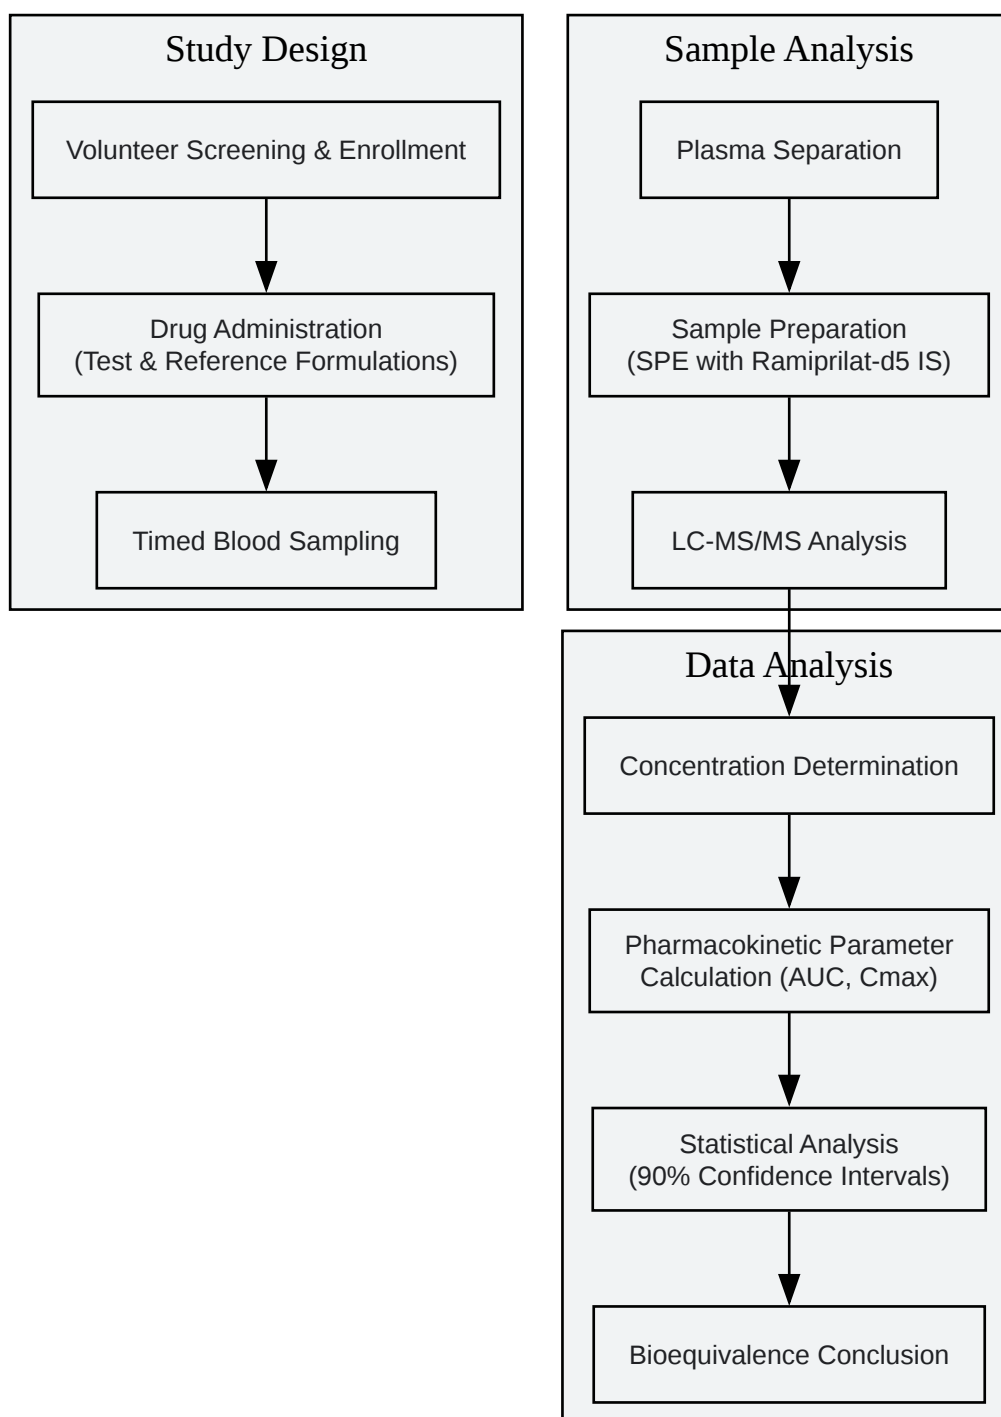 Study Design
Volunteer Screening & Enrollment
Drug Administration
(Test & Reference Formulations)
Timed Blood Sampling
Sample Analysis
Plasma Separation
Sample Preparation
(SPE with Ramiprilat-d5 IS)
LC-MS/MS Analysis
Data Analysis
Concentration Determination
Pharmacokinetic Parameter
Calculation (AUC, Cmax)
Statistical Analysis
(90% Confidence Intervals)
Bioequivalence Conclusion